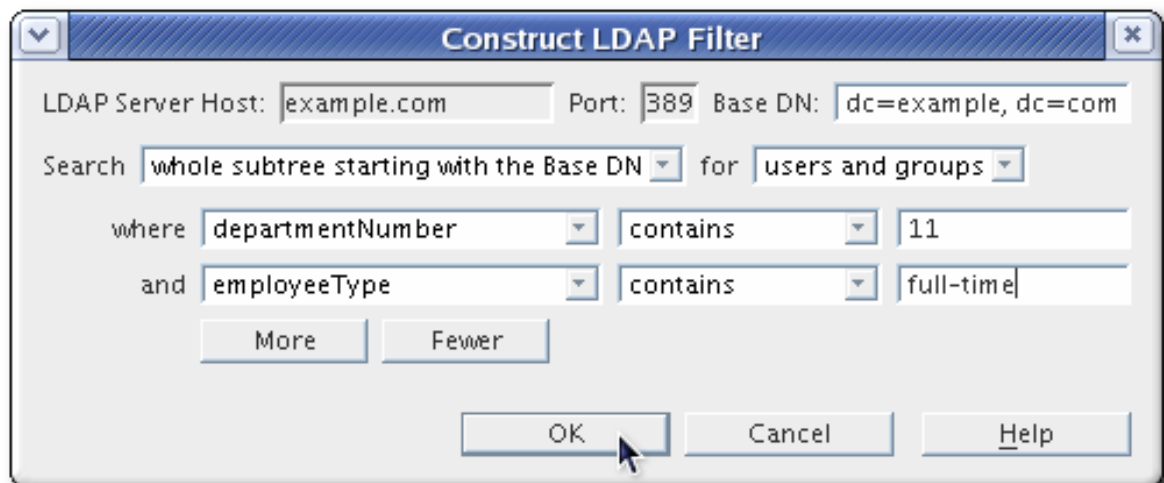 Construct LDAP Filter
LDAP Server Host: example.com Port: 389 Base DN: dc=example, dc=com
Search whole subtree starting with the Base DN for users and groups
where departmentNumber contains 11
and employeeType contains full-time
More Fewer
OK Cancel Help